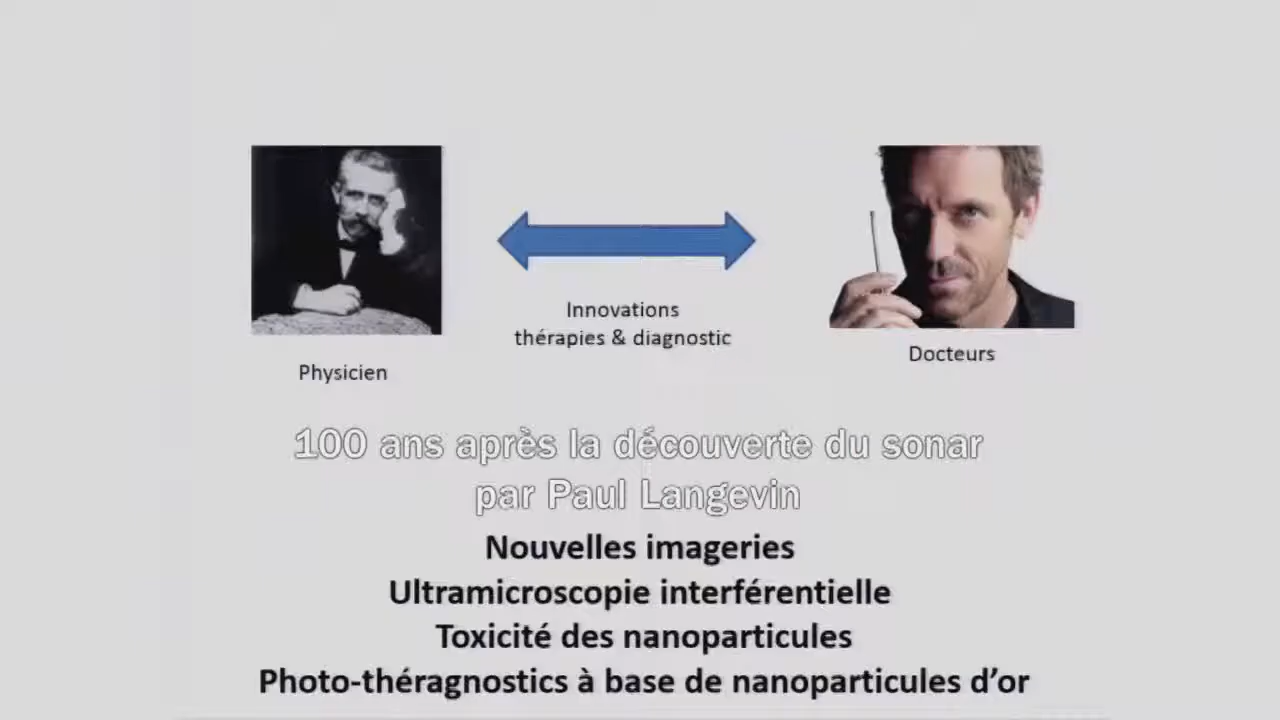 Innovations
thérapies & diagnostic
Physicien
Docteurs
100 ans après la découverte du sonar
par Paul Langevin
Nouvelles imageries
Ultramicroscopie interférentielle
Toxicité des nanoparticules
Photo-théragnostics à base de nanoparticules d’or